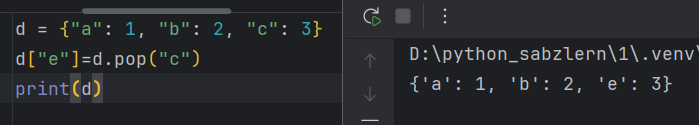 d = {"a": 1, "b": 2, "c": 3}
d["e"]=d.pop("c")
print(d)
D:\python_sabzlern\1\.venv\
{'a': 1, 'b': 2, 'e': 3}